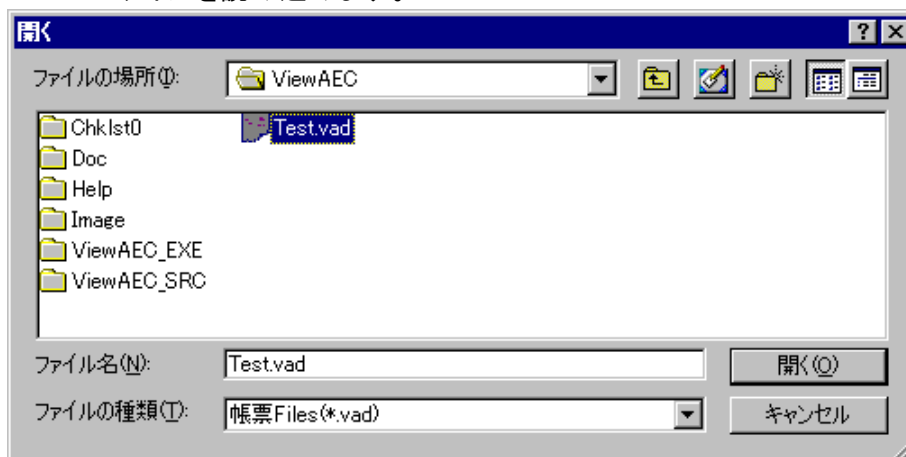 開く
ファイルの場所(I):
ViewAEC
Chklst0
Test.vad
Doc
Help
Image
ViewAEC_EXE
ViewAEC_SRC
ファイル名(N):
Test.vad
開く(O)
ファイルの種類(T):
帳票Files(*.vad)
キャンセル